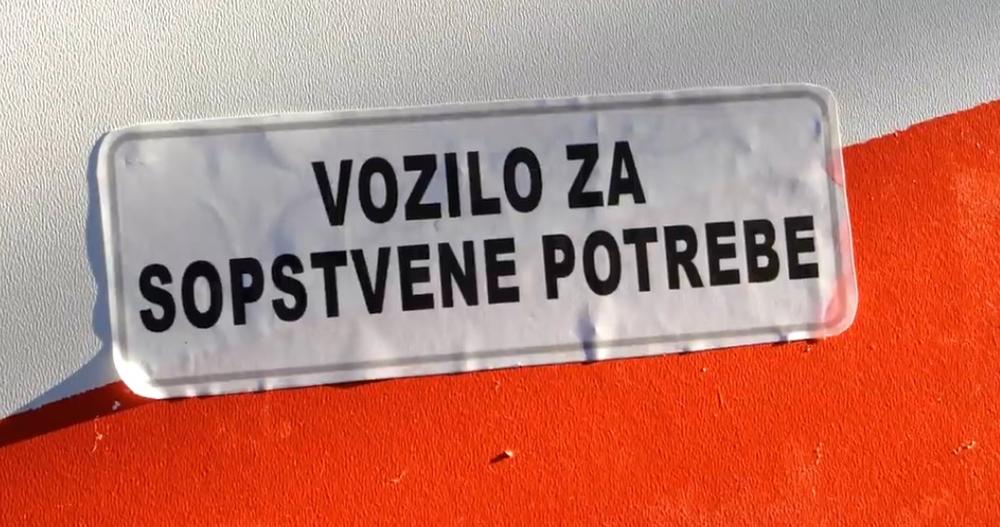 VOZILO ZA
SOPSTVENE POTREBE